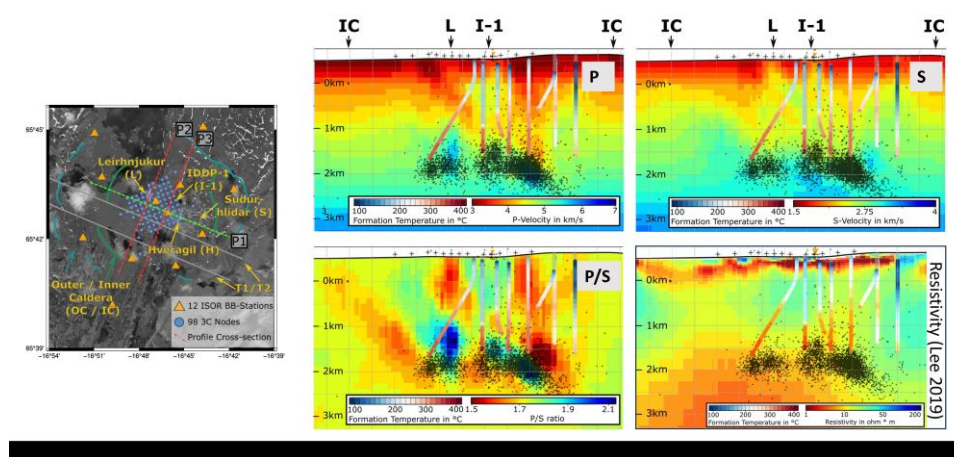 IC L I-1 IC
IC L I-1 IC
P
0km
1km
2km
3km
100 200 300 400
Formation Temperature in °C
3 4 5 6 7
P-Velocity in km/s
S
0km
1km
2km
3km
100 200 300 400
Formation Temperature in °C
1.5 2.75 4
S-Velocity in km/s
65°45'
65°42'
65°39'
P2
P3
Leirhnjukur
(L)
IDDP-1
(I-1)
Sudur-
hlidar (S)
P1
Hveragil (H)
T1/T2
Outer / Inner
Caldera
(OC / IC)
12 ISOR BB-Stations
98 3C Nodes
Profile Cross-section
−16°54' −16°51' −16°48' −16°45' −16°42' −16°39'
P/S
0km
1km
2km
3km
100 200 300 400
Formation Temperature in °C
1.5 1.7 1.9 2.1
P/S ratio
0km
1km
2km
3km
100 200 300 400
Formation Temperature in °C
1 10 50 200
Resistivity in ohm * m
Resistivity (Lee 2019)